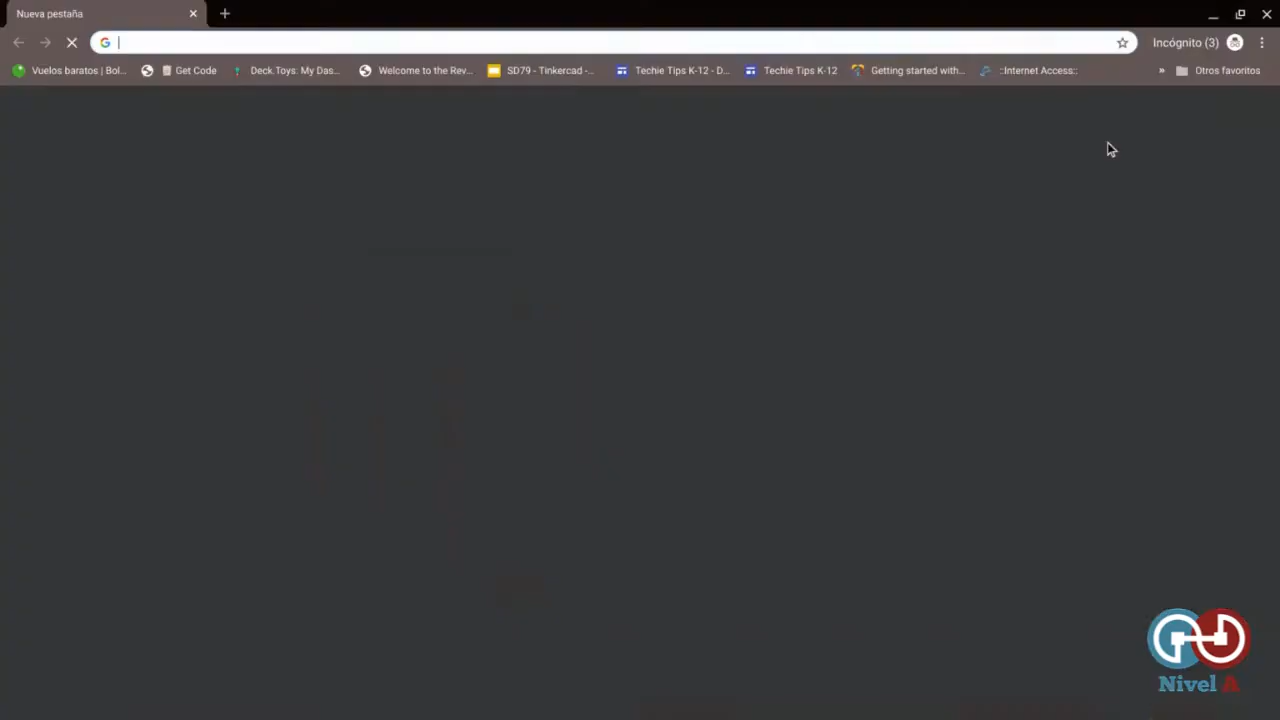 Nueva pestaña
Incógnito (3)
Vuelos baratos | Bol...
Get Code
Deck.Toys: My Das...
Welcome to the Rev...
SD79 - Tinkercad -...
Techie Tips K-12 - D...
Techie Tips K-12
Getting started with...
::Internet Access::
»
Otros favoritos
Nivel A